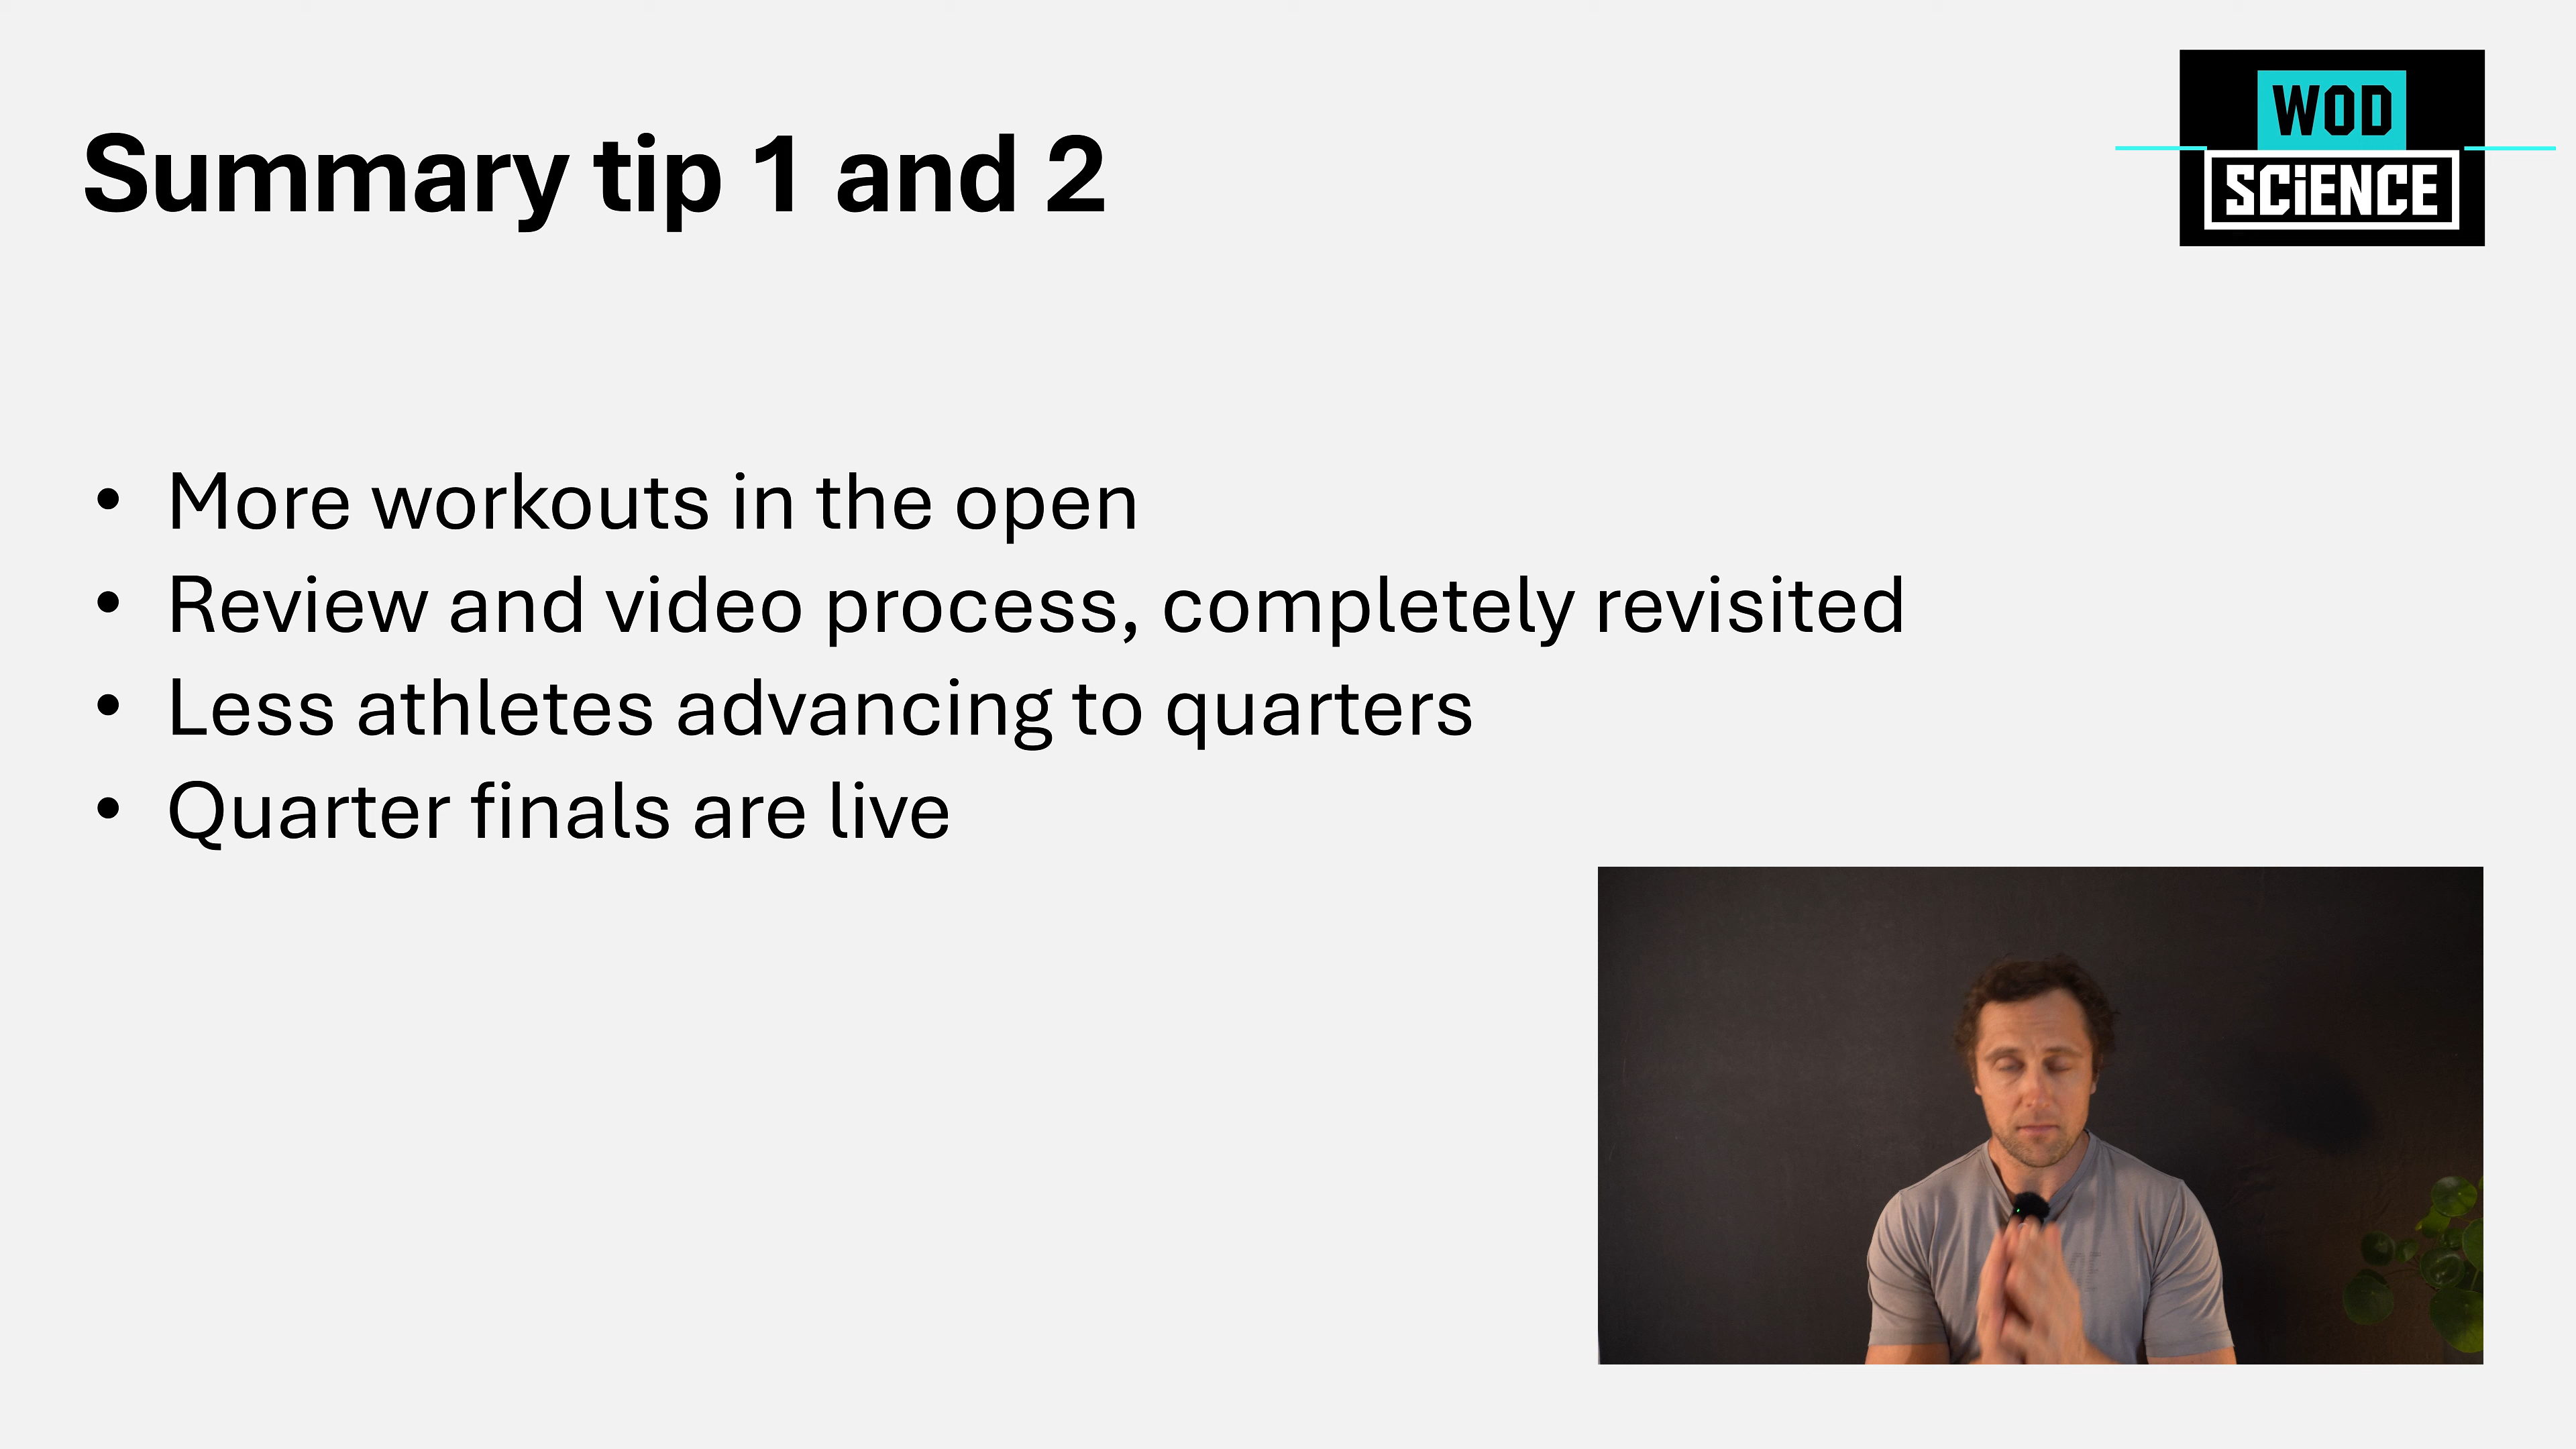 Summary tip 1 and 2
WOD
SCiENCE
• More workouts in the open
• Review and video process, completely revisited
• Less athletes advancing to quarters
• Quarter finals are live